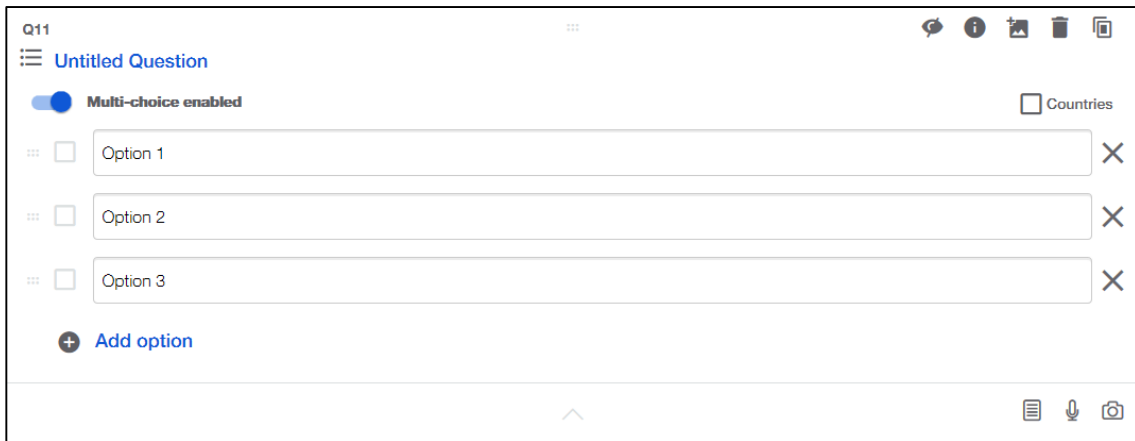 Q11
Untitled Question
Multi-choice enabled
Countries
Option 1
Option 2
Option 3
Add option